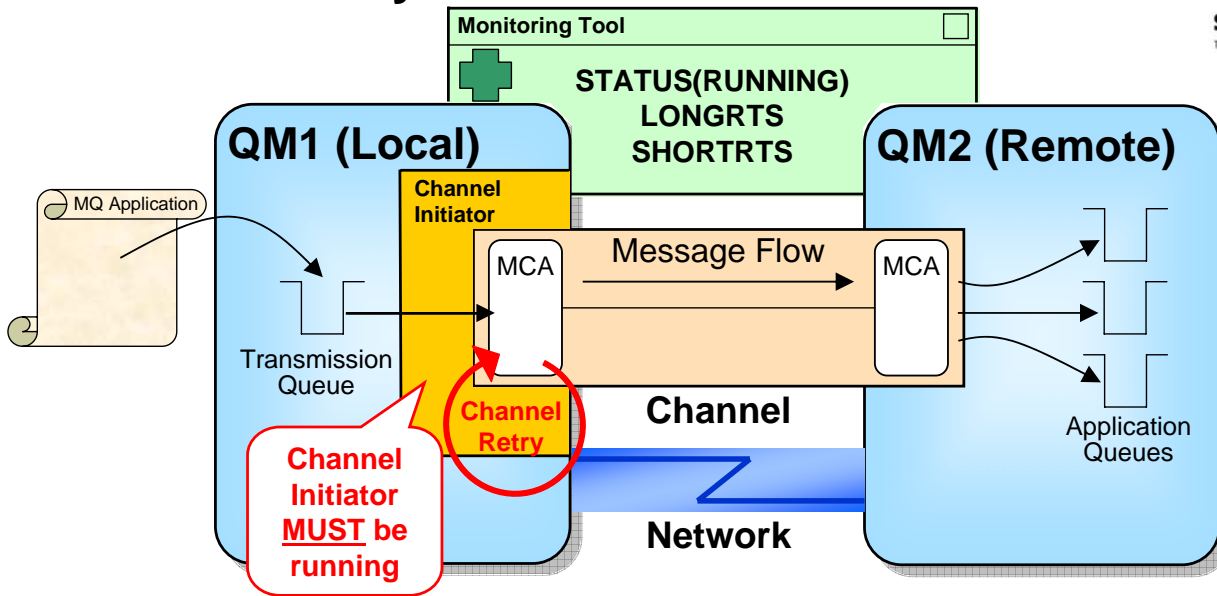 Monitoring Tool
STATUS(RUNNING)
LONGRTS
SHORTRTS
QM1 (Local)
QM2 (Remote)
MQ Application
Channel
Initiator
MCA
Message Flow
MCA
Transmission
Queue
Channel
Retry
Channel
Application
Queues
Channel
Initiator
MUST be
running
Network